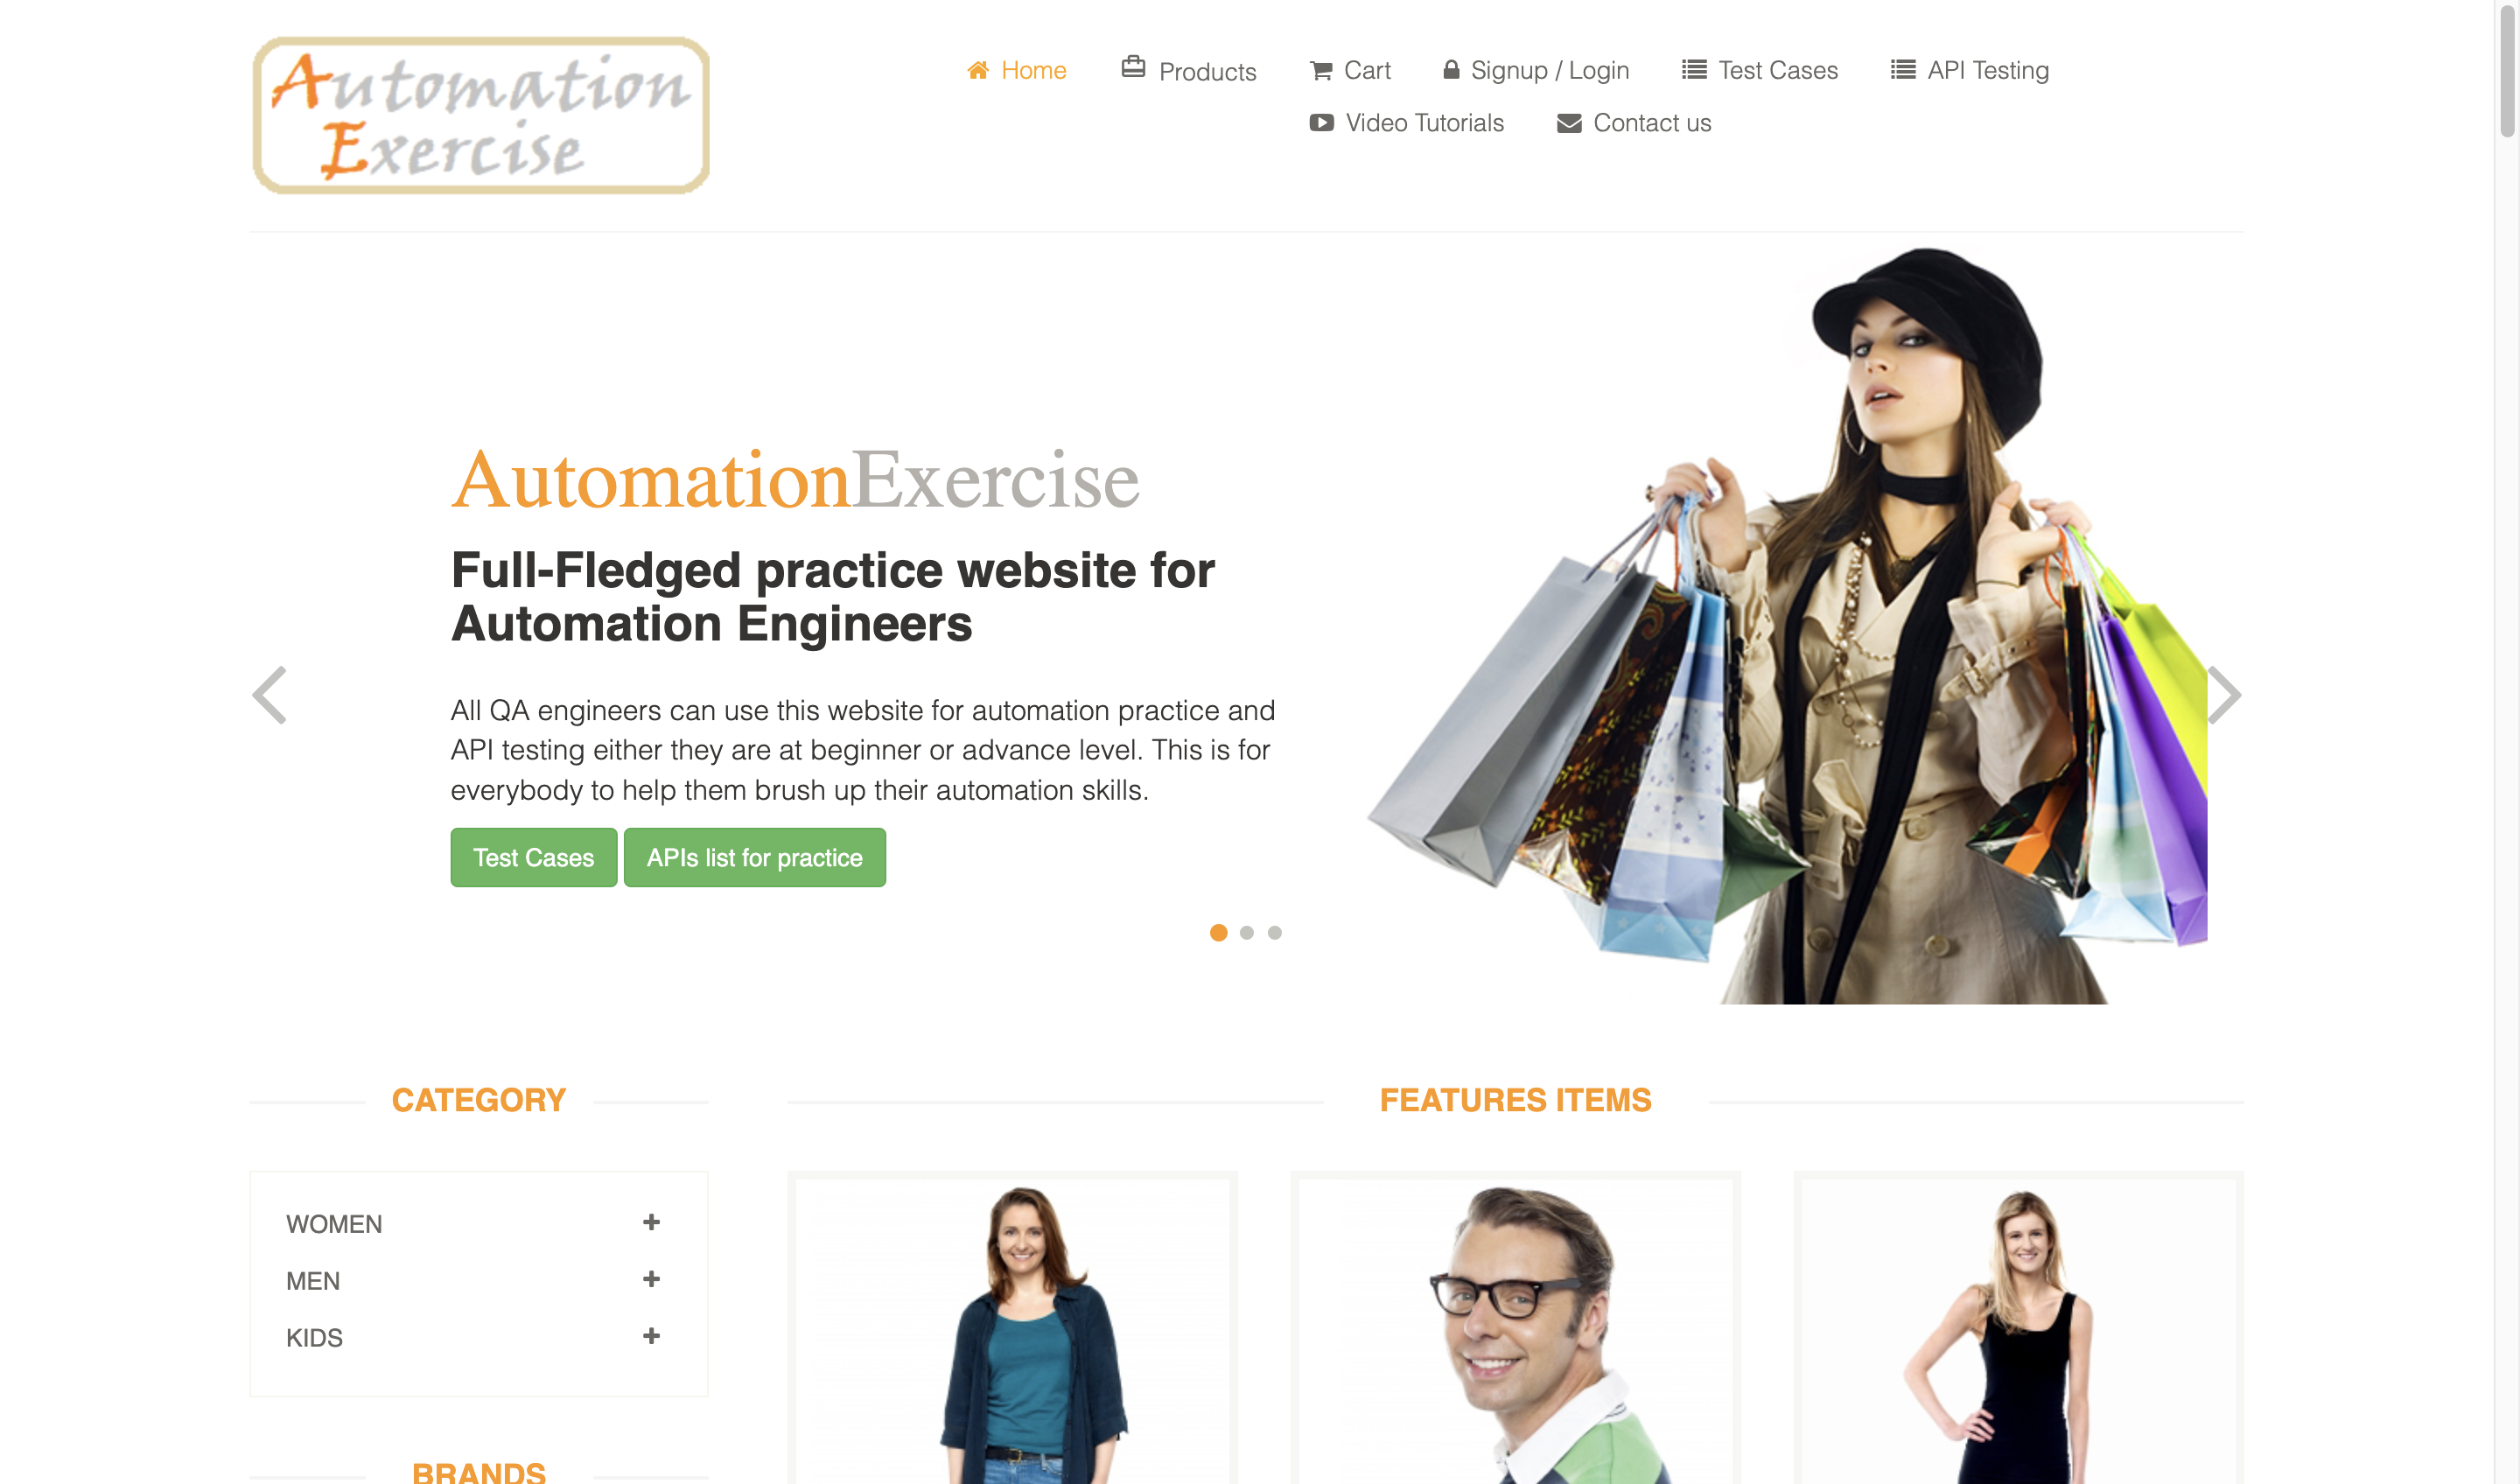 Automation
Exercise
Home
Products
Cart
Signup / Login
Test Cases
API Testing
Video Tutorials
Contact us
AutomationExercise
Full-Fledged practice website for
Automation Engineers
All QA engineers can use this website for automation practice and
API testing either they are at beginner or advance level. This is for
everybody to help them brush up their automation skills.
Test Cases
APIs list for practice
CATEGORY
FEATURES ITEMS
WOMEN
MEN
KIDS
BRANDS